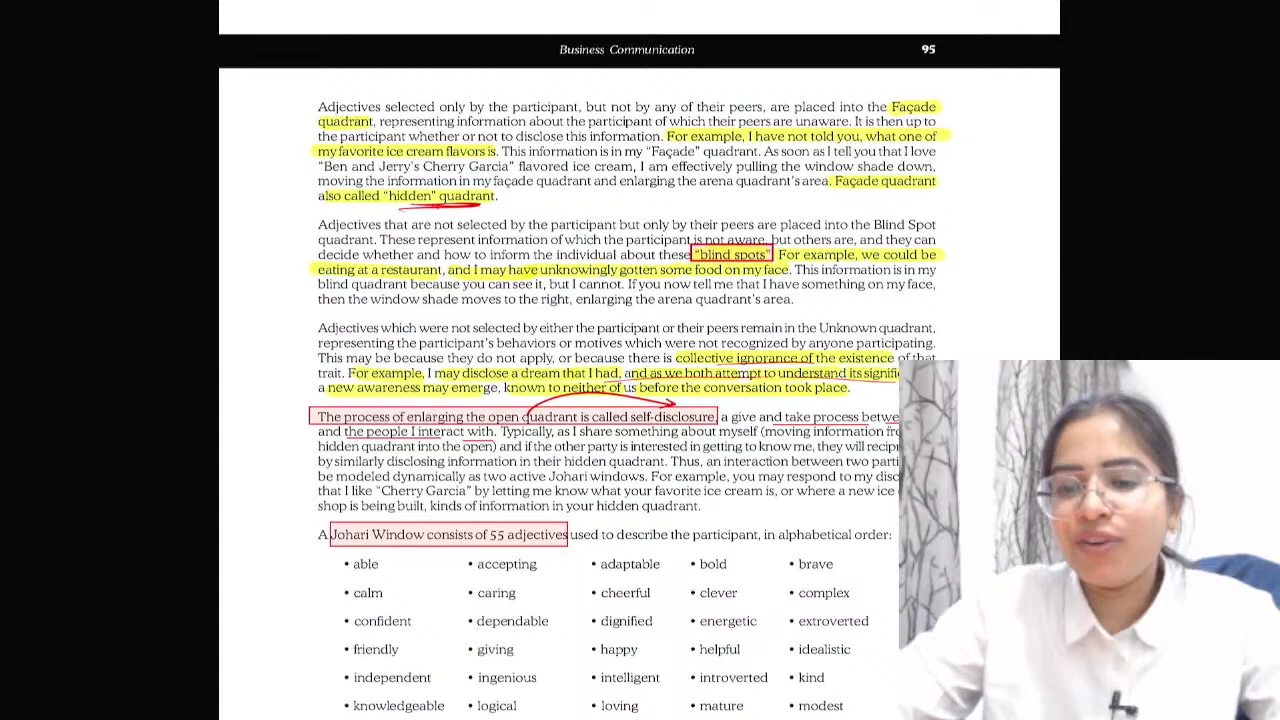 Business Communication 95
Adjectives selected only by the participant, but not by any of their peers, are placed into the Façade
quadrant, representing information about the participant of which their peers are unaware. It is then up to
the participant whether or not to disclose this information. For example, I have not told you, what one of
my favorite ice cream flavors is. This information is in my “Façade” quadrant. As soon as I tell you that I love
“Ben and Jerry’s Cherry Garcia” flavored ice cream, I am effectively pulling the window shade down,
moving the information in my façade quadrant and enlarging the arena quadrant’s area. Façade quadrant
also called “hidden” quadrant.
Adjectives that are not selected by the participant but only by their peers are placed into the Blind Spot
quadrant. These represent information of which the participant is not aware, but others are, and they can
decide whether and how to inform the individual about these “blind spots”. For example, we could be
eating at a restaurant, and I may have unknowingly gotten some food on my face. This information is in my
blind quadrant because you can see it, but I cannot. If you now tell me that I have something on my face,
then the window shade moves to the right, enlarging the arena quadrant’s area.
Adjectives which were not selected by either the participant or their peers remain in the Unknown quadrant,
representing the participant’s behaviors or motives which were not recognized by anyone participating.
This may be because they do not apply, or because there is collective ignorance of the existence of that
trait. For example, I may disclose a dream that I had, and as we both attempt to understand its
a new awareness may emerge, known to neither of us before the conversation took place.
The process of enlarging the open quadrant is called self-disclosure, a give and take process
and the people I interact with. Typically, as I share something about myself (moving information
hidden quadrant into the open) and if the other party is interested in getting to know me, they will
by similarly disclosing information in their hidden quadrant. Thus, an interaction between two
be modeled dynamically as two active Johari windows. For example, you may respond to my
that I like “Cherry Garcia” by letting me know what your favorite ice cream is, or where a new ice
shop is being built, kinds of information in your hidden quadrant.
A Johari Window consists of 55 adjectives used to describe the participant, in alphabetical order:
• able • accepting • adaptable • bold • brave
• calm • caring • cheerful • clever • complex
• confident • dependable • dignified • energetic • extroverted
• friendly • giving • happy • helpful • idealistic
• independent • ingenious • intelligent • introverted • kind
• knowledgeable • logical • loving • mature • modest